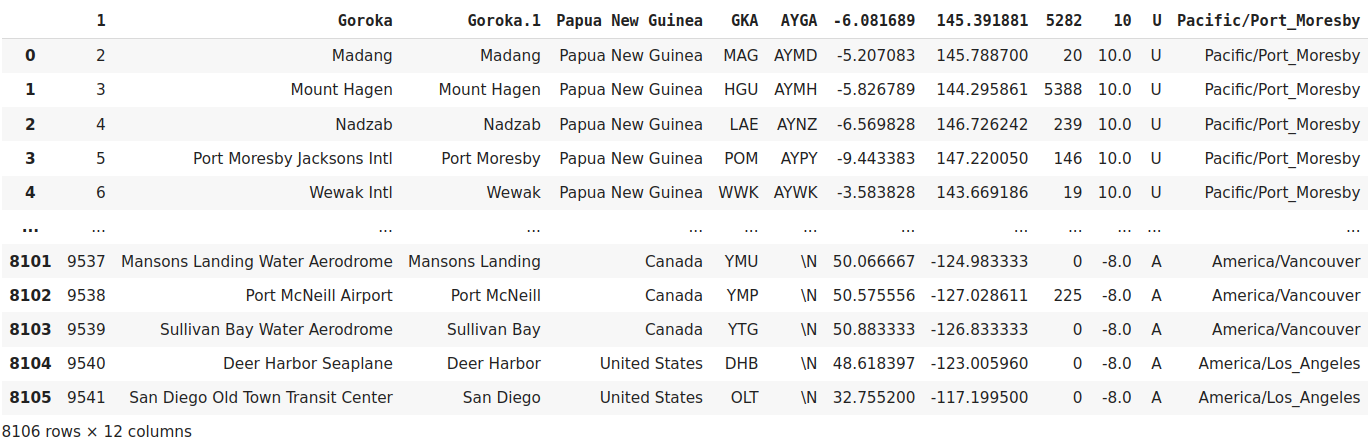 1 Goroka Goroka.1 Papua New Guinea GKA AYGA -6.081689 145.391881 5282 10 U Pacific/Port_Moresby
0 2 Madang Madang Papua New Guinea MAG AYMD -5.207083 145.788700 20 10.0 U Pacific/Port_Moresby
1 3 Mount Hagen Mount Hagen Papua New Guinea HGU AYMH -5.826789 144.295861 5388 10.0 U Pacific/Port_Moresby
2 4 Nadzab Nadzab Papua New Guinea LAE AYNZ -6.569828 146.726242 239 10.0 U Pacific/Port_Moresby
3 5 Port Moresby Jacksons Intl Port Moresby Papua New Guinea POM AYPY -9.443383 147.220050 146 10.0 U Pacific/Port_Moresby
4 6 Wewak Intl Wewak Papua New Guinea WWK AYWK -3.583828 143.669186 19 10.0 U Pacific/Port_Moresby
... ... ... ... ... ... ... ... ... ... ... ... ...
8101 9537 Mansons Landing Water Aerodrome Mansons Landing Canada YMU \N 50.066667 -124.983333 0 -8.0 A America/Vancouver
8102 9538 Port McNeill Airport Port McNeill Canada YMP \N 50.575556 -127.028611 225 -8.0 A America/Vancouver
8103 9539 Sullivan Bay Water Aerodrome Sullivan Bay Canada YTG \N 50.883333 -126.833333 0 -8.0 A America/Vancouver
8104 9540 Deer Harbor Seaplane Deer Harbor United States DHB \N 48.618397 -123.005960 0 -8.0 A America/Los_Angeles
8105 9541 San Diego Old Town Transit Center San Diego United States OLT \N 32.755200 -117.199500 0 -8.0 A America/Los_Angeles
8106 rows × 12 columns